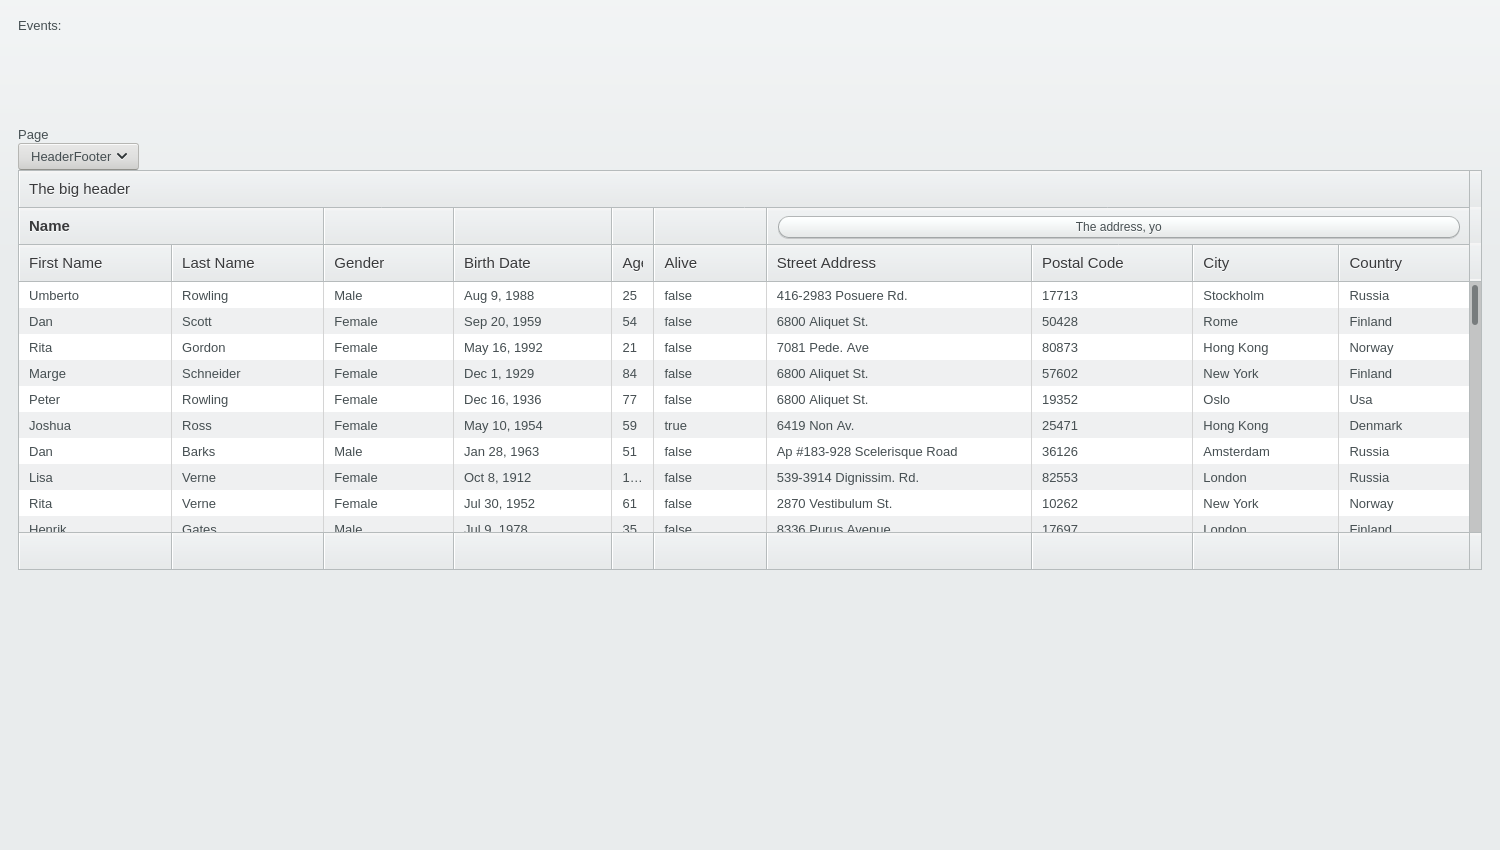 Events:
Page
HeaderFooter
The big header
Name The address, yo
First Name Last Name Gender Birth Date Age Alive Street Address Postal Code City Country
Umberto Rowling Male Aug 9, 1988 25 false 416-2983 Posuere Rd. 17713 Stockholm Russia
Dan Scott Female Sep 20, 1959 54 false 6800 Aliquet St. 50428 Rome Finland
Rita Gordon Female May 16, 1992 21 false 7081 Pede. Ave 80873 Hong Kong Norway
Marge Schneider Female Dec 1, 1929 84 false 6800 Aliquet St. 57602 New York Finland
Peter Rowling Female Dec 16, 1936 77 false 6800 Aliquet St. 19352 Oslo Usa
Joshua Ross Female May 10, 1954 59 true 6419 Non Av. 25471 Hong Kong Denmark
Dan Barks Male Jan 28, 1963 51 false Ap #183-928 Scelerisque Road 36126 Amsterdam Russia
Lisa Verne Female Oct 8, 1912 1… false 539-3914 Dignissim. Rd. 82553 London Russia
Rita Verne Female Jul 30, 1952 61 false 2870 Vestibulum St. 10262 New York Norway
Henrik Gates Male Jul 9, 1978 35 false 8336 Purus Avenue 17697 London Finland